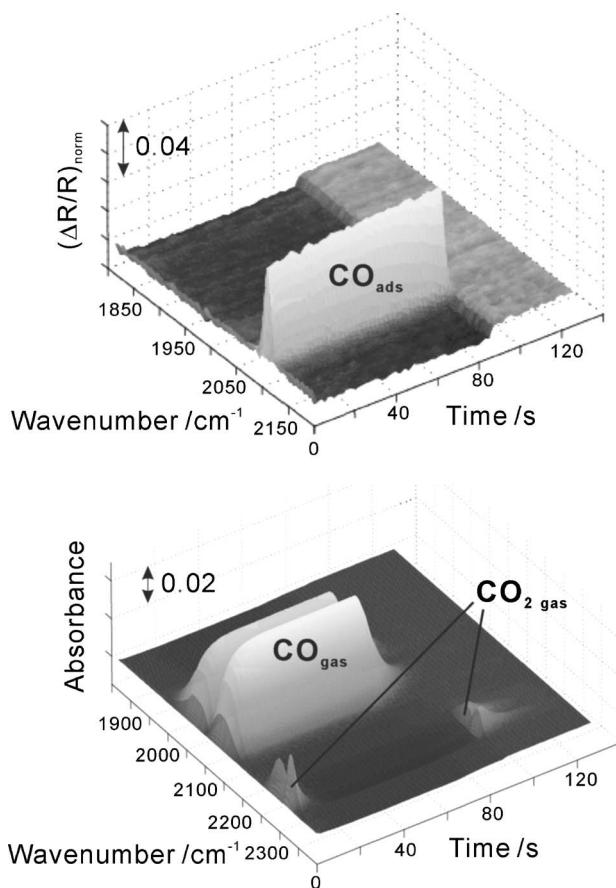 (ΔR/R)norm
0.04
COads
1850
1950
2050
2150
0
40
80
120
Wavenumber /cm-1
Time /s
Absorbance
0.02
CO2 gas
COgas
1900
2000
2100
2200
2300
0
40
80
120
Wavenumber /cm-1
Time /s